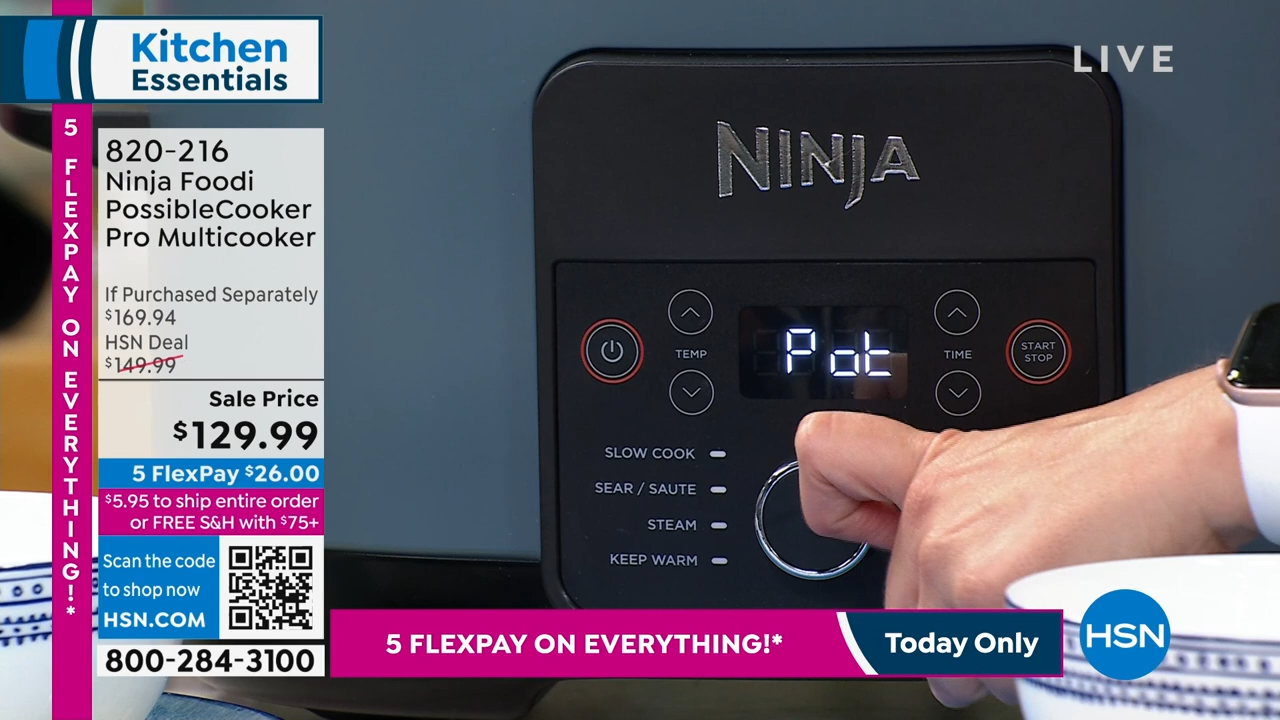 Kitchen
Essentials
LIVE
5 FLEXPAY ON EVERYTHING!*
820-216
Ninja Foodi
PossibleCooker
Pro Multicooker
If Purchased Separately
$169.94
HSN Deal
$149.99
Sale Price
$129.99
5 FlexPay $26.00
$5.95 to ship entire order
or FREE S&H with $75+
Scan the code
to shop now
HSN.COM
800-284-3100
NINJA
TEMP
Pot
TIME
START
STOP
SLOW COOK
SEAR / SAUTE
STEAM
KEEP WARM
5 FLEXPAY ON EVERYTHING!*
Today Only
HSN